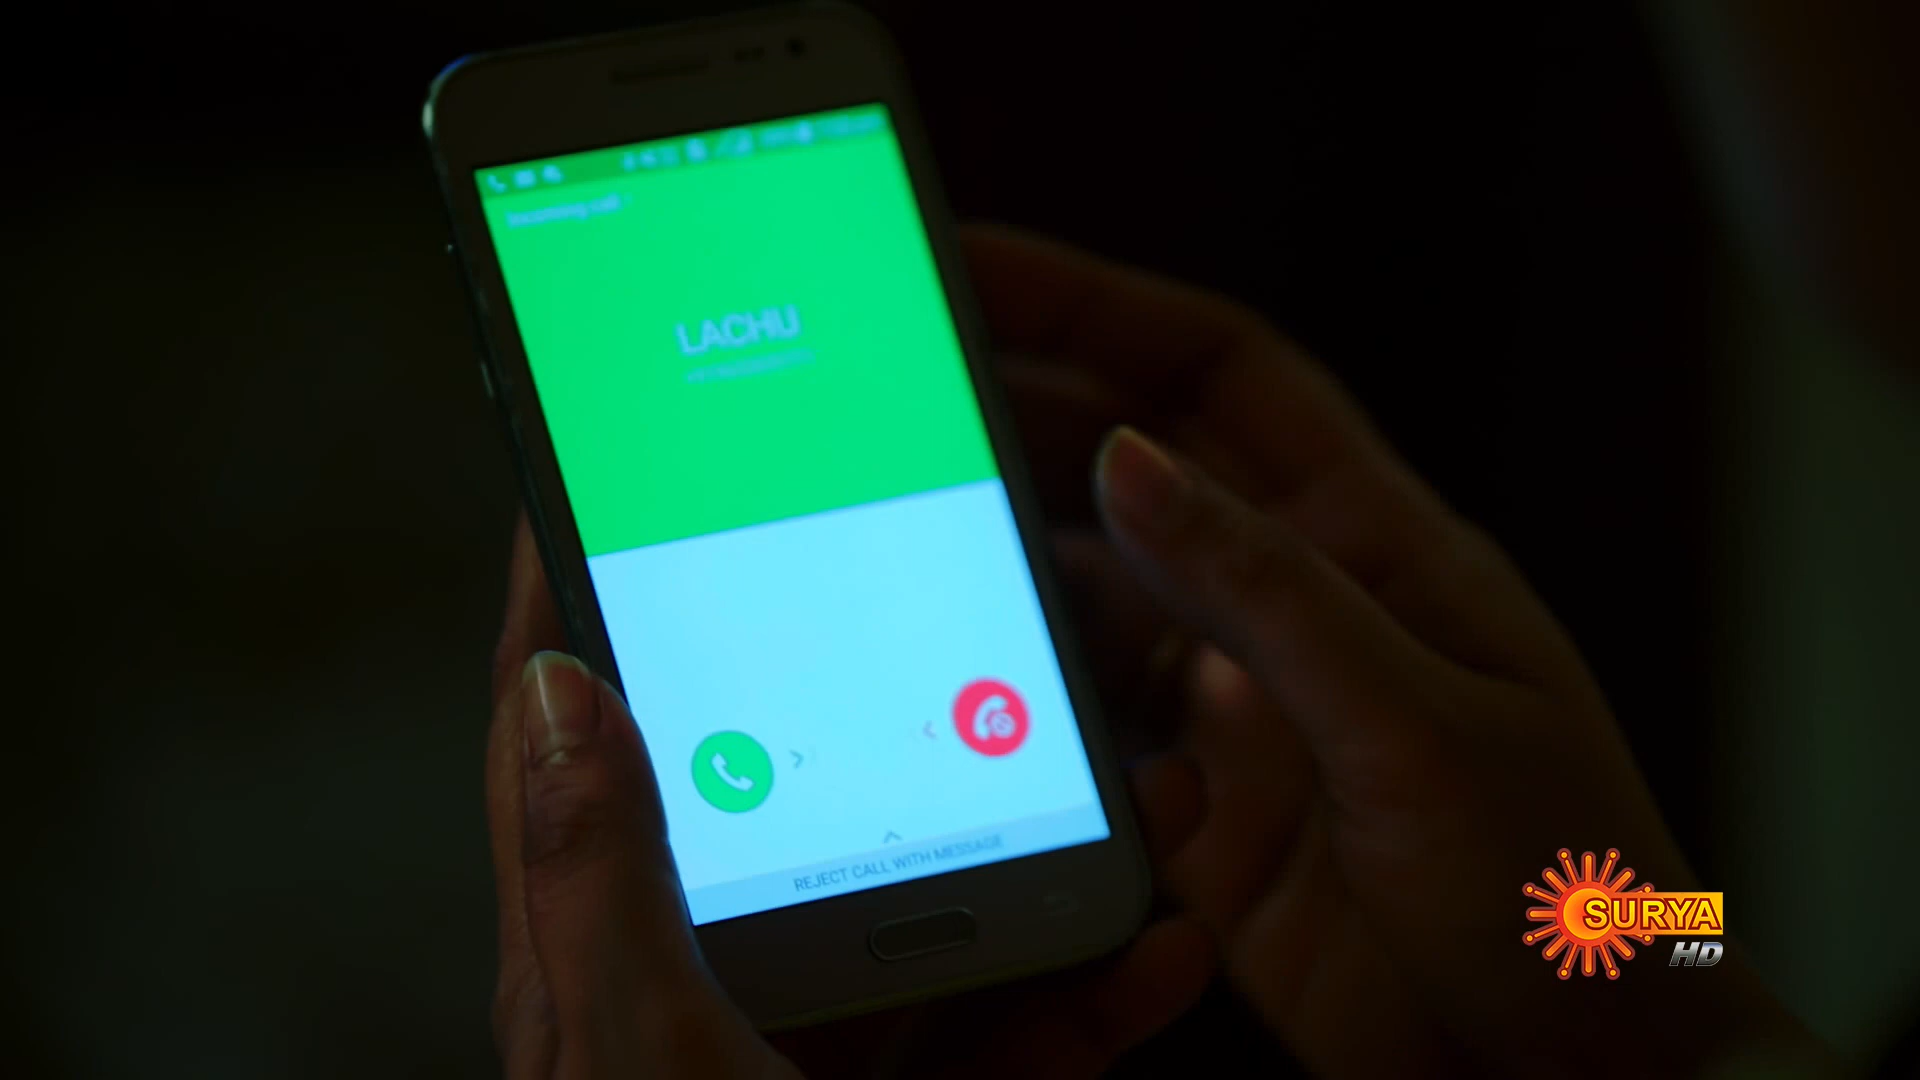 Incoming call
LACHU
REJECT CALL WITH MESSAGE
SURYA
HD